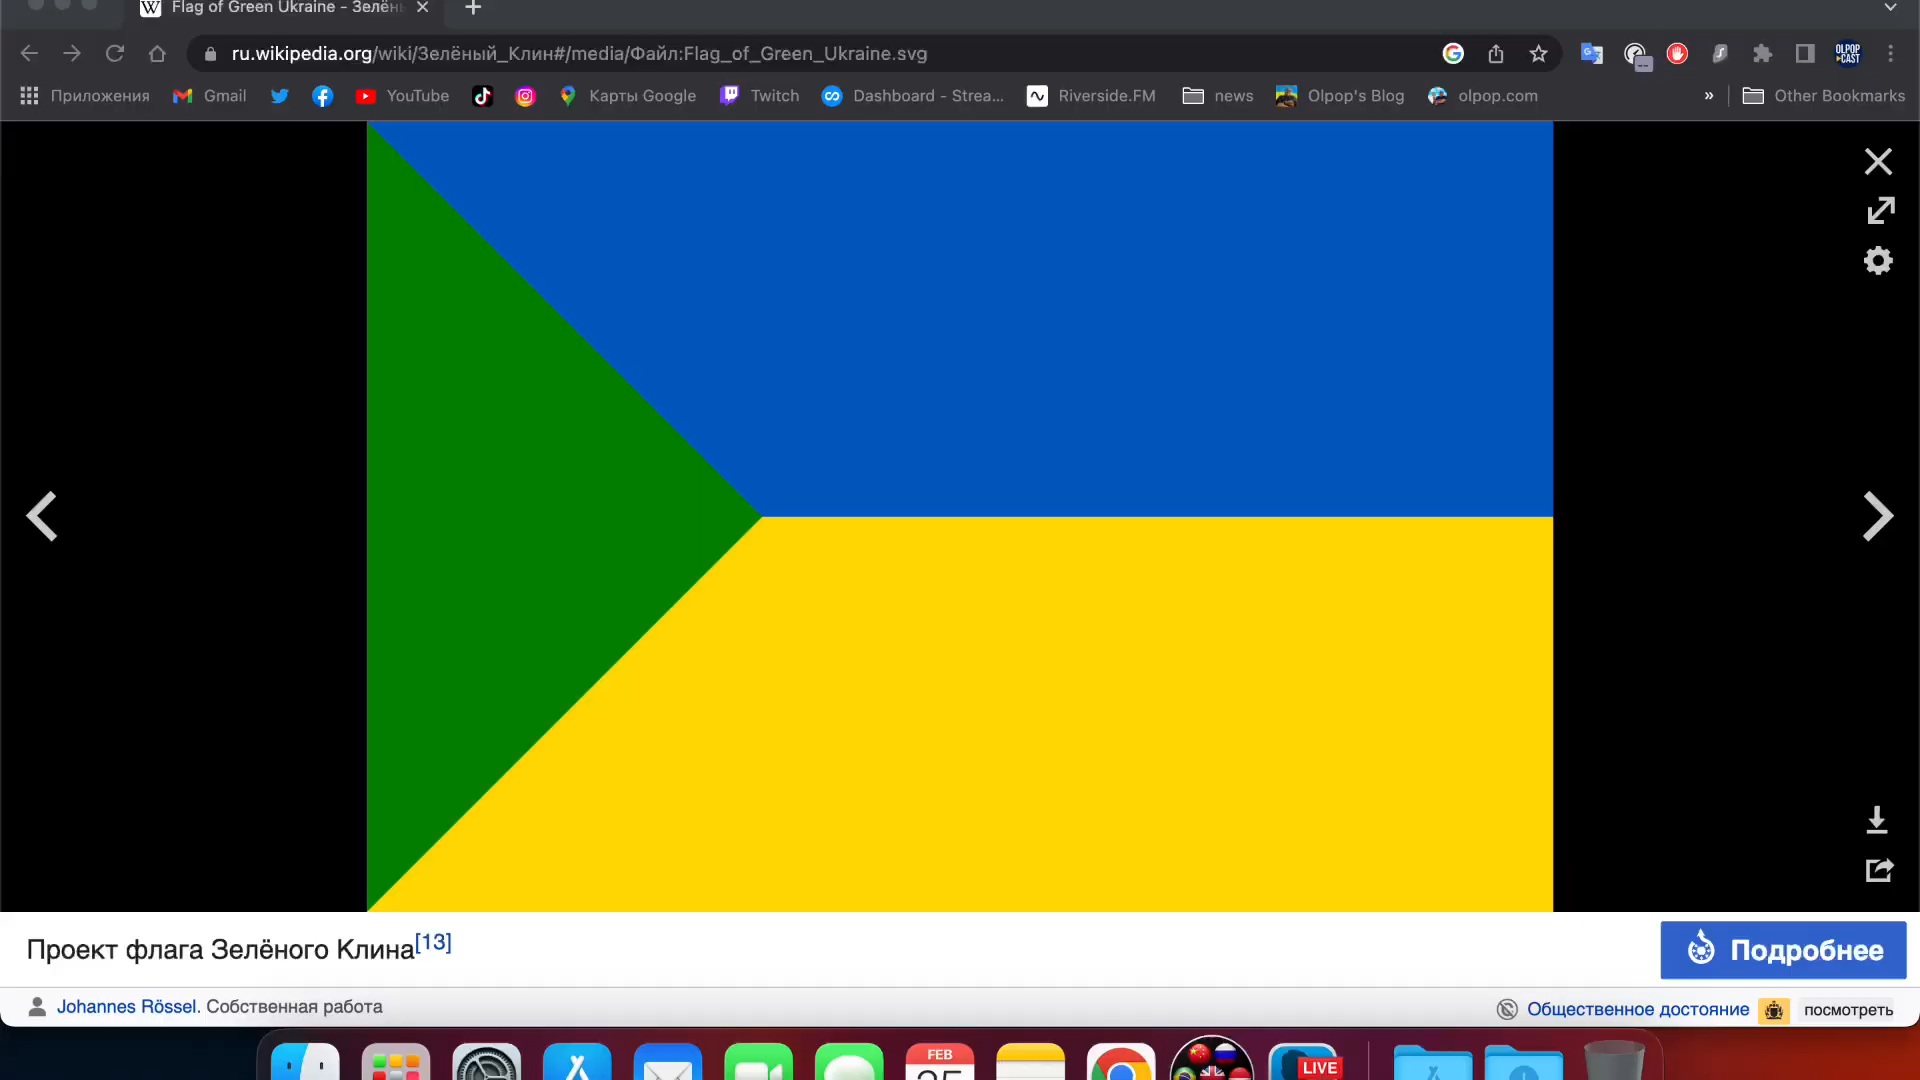 Flag of Green Ukraine - Зелён
ru.wikipedia.org/wiki/Зелёный_Клин#/media/Файл:Flag_of_Green_Ukraine.svg
OLPOP
CAST
Приложения Gmail YouTube Карты Google Twitch Dashboard - Strea... Riverside.FM news Olpop's Blog olpop.com » Other Bookmarks
Проект флага Зелёного Клина[13]
Подробнее
Johannes Rössel. Собственная работа
Общественное достояние посмотреть
FEB
LIVE